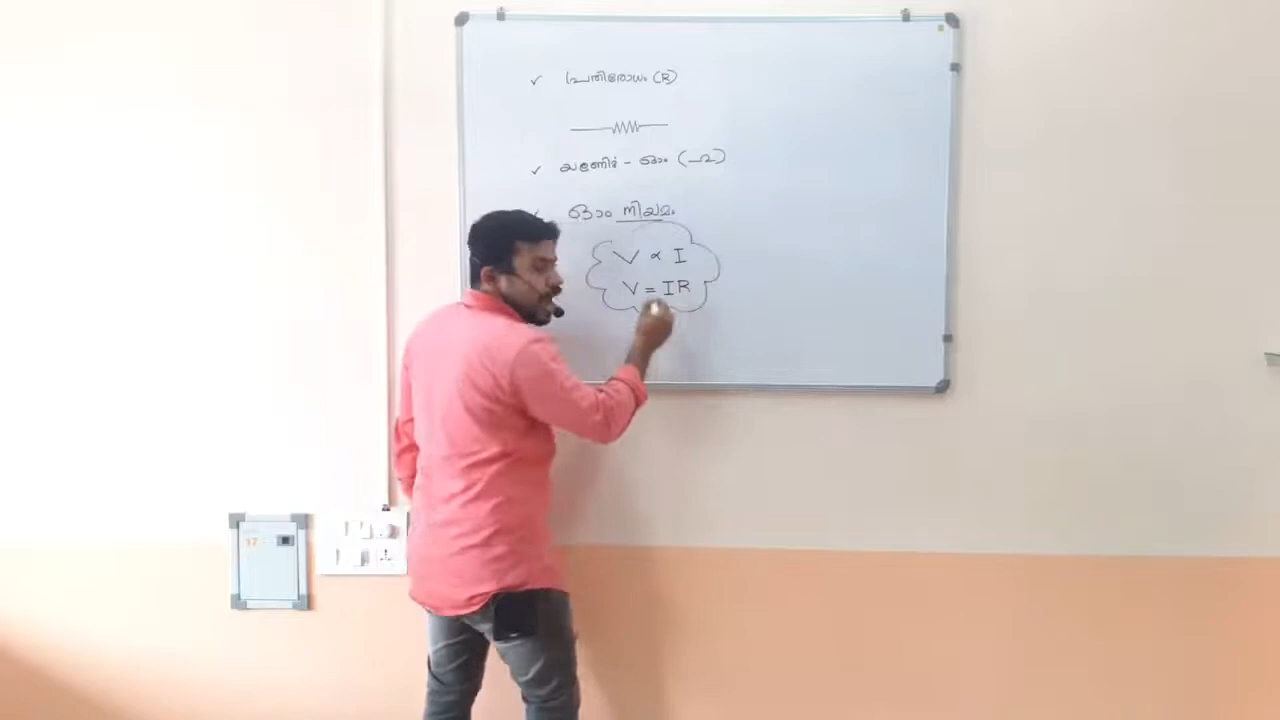 ✓ പ്രതിരോധം (R)
✓ യൂണിറ്റ് - ഓം (Ω)
✓ ഓം നിയമം
V ∝ I
V = IR